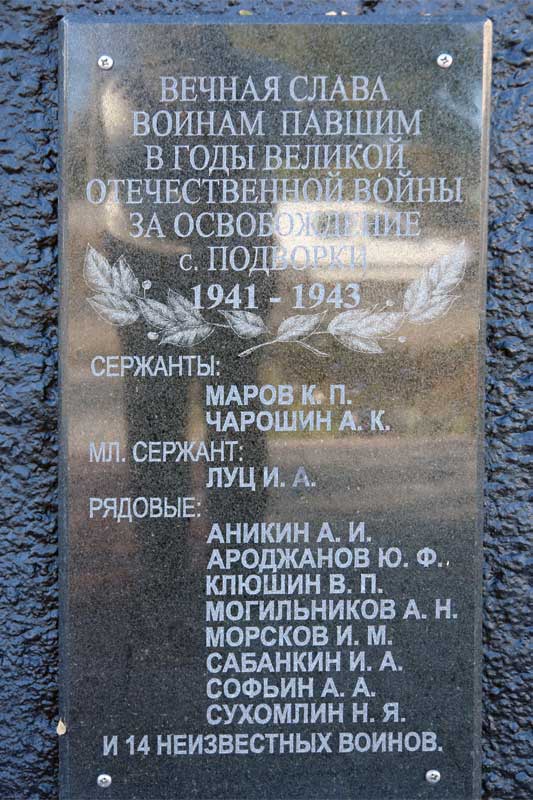 ВЕЧНАЯ СЛАВА
ВОИНАМ ПАВШИМ
В ГОДЫ ВЕЛИКОЙ
ОТЕЧЕСТВЕННОЙ ВОЙНЫ
ЗА ОСВОБОЖДЕНИЕ
с. ПОДВОРКИ
1941 - 1943
СЕРЖАНТЫ:
МАРОВ К. П.
ЧАРОШИН А. К.
МЛ. СЕРЖАНТ:
ЛУЦ И. А.
РЯДОВЫЕ:
АНИКИН А. И.
АРОДЖАНОВ Ю. Ф.
КЛЮШИН В. П.
МОГИЛЬНИКОВ А. Н.
МОРСКОВ И. М.
САБАНКИН И. А.
СОФЬИН А. А.
СУХОМЛИН Н. Я.
И 14 НЕИЗВЕСТНЫХ ВОИНОВ.